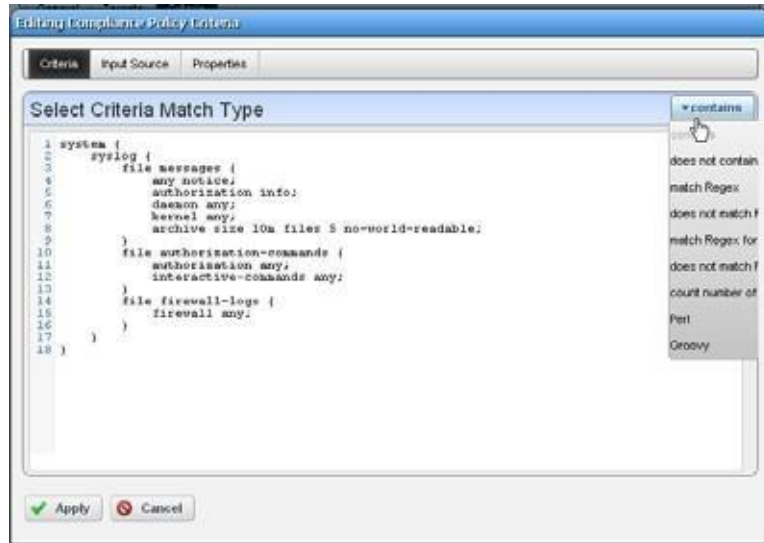 Editing Compliance Policy Criteria
Criteria Input Source Properties
Select Criteria Match Type
contains
contains
does not contain
match Regex
does not match
match Regex for
does not match
count number of
Perl
Groovy
1 system {
2 syslog {
3 file messages {
4 any notice;
5 authorization info;
6 daemon any;
7 kernel any;
8 archive size 10m files 5 no-world-readable;
9 }
10 file authorization-commands {
11 authorization any;
12 interactive-commands any;
13 }
14 file firewall-logs {
15 firewall any;
16 }
17 }
18 }
Apply Cancel